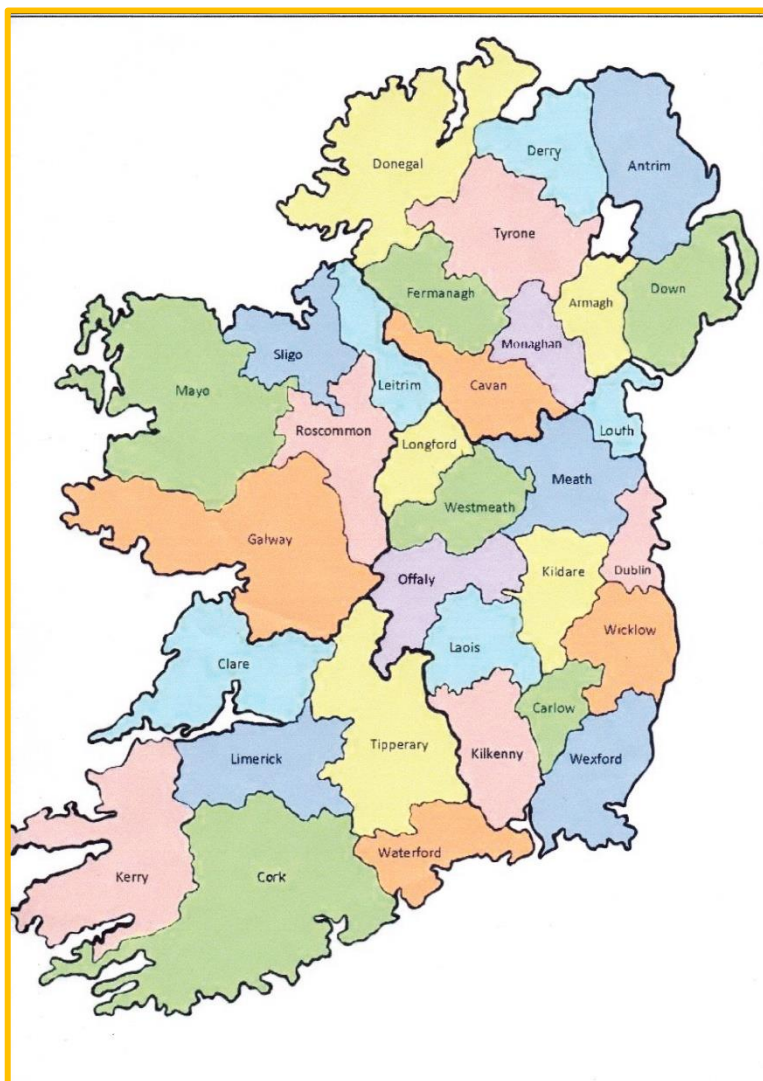 Donegal
Derry
Antrim
Tyrone
Fermanagh
Armagh
Down
Monaghan
Sligo
Leitrim
Cavan
Mayo
Roscommon
Longford
Louth
Meath
Westmeath
Galway
Offaly
Kildare
Dublin
Wicklow
Laois
Clare
Carlow
Tipperary
Kilkenny
Wexford
Limerick
Waterford
Kerry
Cork